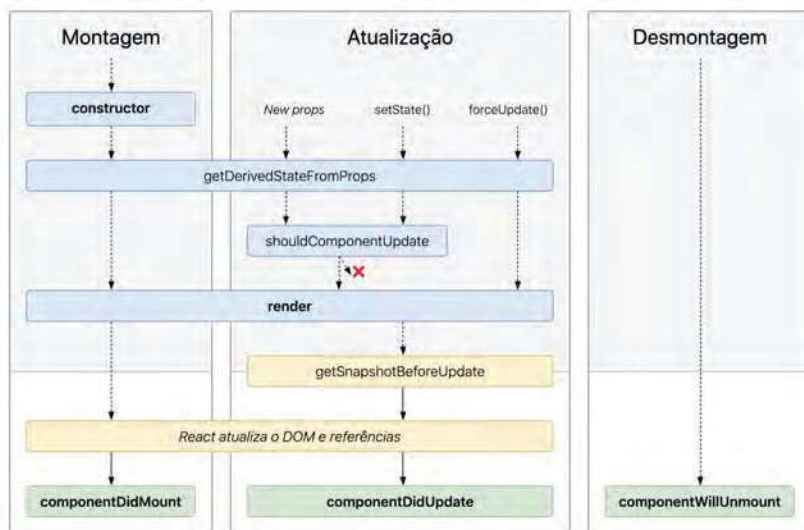 Montagem
Atualização
Desmontagem
constructor
New props
setState()
forceUpdate()
getDerivedStateFromProps
shouldComponentUpdate
render
getSnapshotBeforeUpdate
React atualiza o DOM e referências
componentDidMount
componentDidUpdate
componentWillUnmount